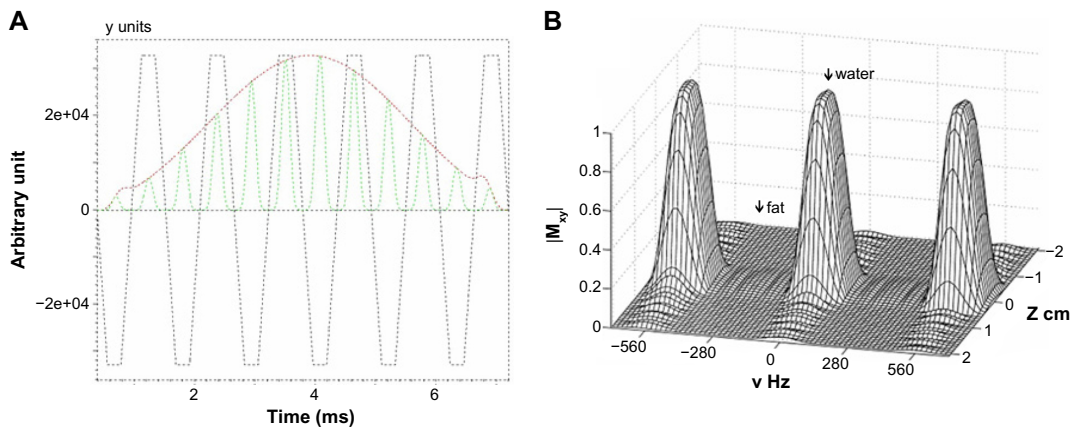 A
y units
2e+04
0
−2e+04
2
4
6
Arbitrary unit
Time (ms)
B
water
fat
1
0.8
0.6
0.4
0.2
0
|Mxy|
−560
−280
0
280
560
v Hz
−2
−1
0
1
2
Z cm